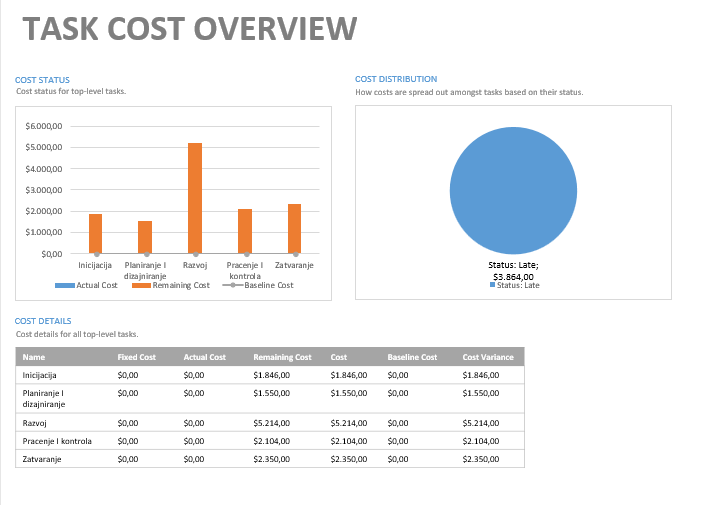 TASK COST OVERVIEW
COST STATUS
Cost status for top-level tasks.
$6.000,00
$5.000,00
$4.000,00
$3.000,00
$2.000,00
$1.000,00
$0,00
Inicijacija
Planiranje I
dizajniranje
Razvoj
Pracenje I
kontrola
Zatvaranje
Actual Cost
Remaining Cost
Baseline Cost
COST DISTRIBUTION
How costs are spread out amongst tasks based on their status.
Status: Late;
$3.864,00
Status: Late
COST DETAILS
Cost details for all top-level tasks.
Name Fixed Cost Actual Cost Remaining Cost Cost Baseline Cost Cost Variance
Inicijacija $0,00 $0,00 $1.846,00 $1.846,00 $0,00 $1.846,00
Planiranje I
dizajniranje $0,00 $0,00 $1.550,00 $1.550,00 $0,00 $1.550,00
Razvoj $0,00 $0,00 $5.214,00 $5.214,00 $0,00 $5.214,00
Pracenje I kontrola $0,00 $0,00 $2.104,00 $2.104,00 $0,00 $2.104,00
Zatvaranje $0,00 $0,00 $2.350,00 $2.350,00 $0,00 $2.350,00